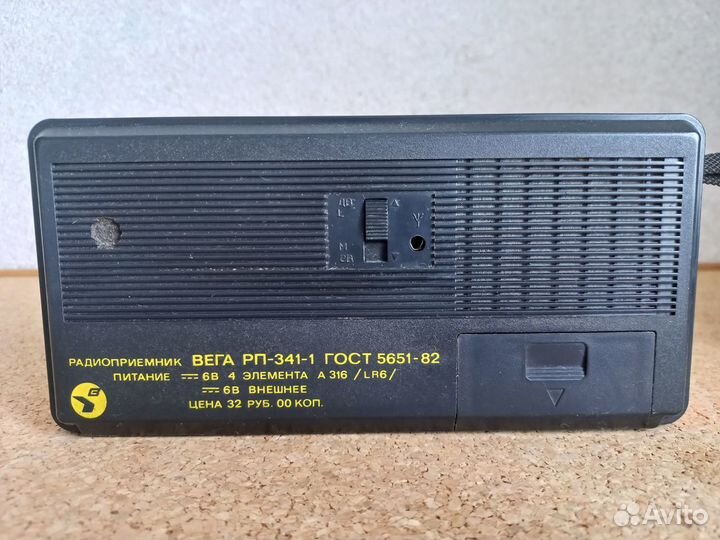 ДВ
L
М
СВ
РАДИОПРИЕМНИК ВЕГА РП-341-1 ГОСТ 5651-82
ПИТАНИЕ 6В 4 ЭЛЕМЕНТА А316 /LR6/
6В ВНЕШНЕЕ
ЦЕНА 32 РУБ. 00 КОП.
Avito